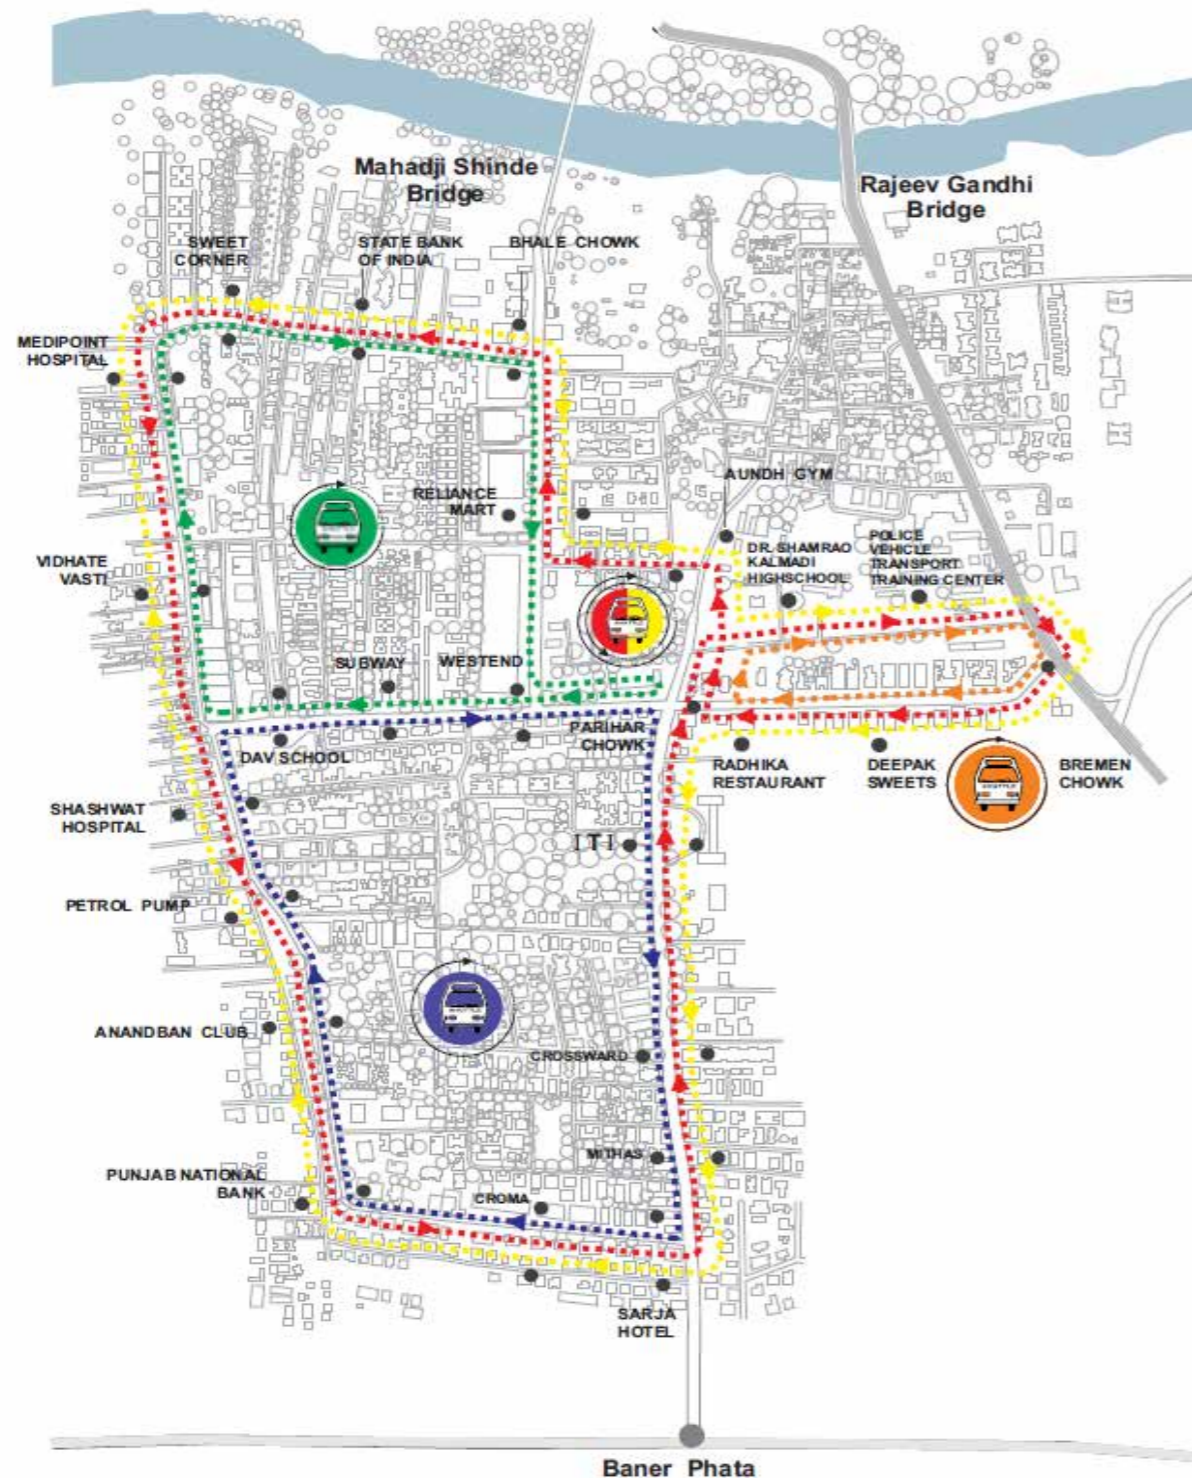 Mahadji Shinde
Bridge
Rajeev Gandhi
Bridge
SWEET
CORNER
STATE BANK
OF INDIA
BHALE CHOWK
MEDIPOINT
HOSPITAL
AUNDH GYM
RELIANCE
MART
DR. SHAMRAO
KALMADI
HIGHSCHOOL
POLICE
VEHICLE
TRANSPORT
TRAINING CENTER
VIDHATE
VASTI
SUBWAY
WESTEND
PARIHAR
CHOWK
DAV SCHOOL
RADHIKA
RESTAURANT
DEEPAK
SWEETS
BREMEN
CHOWK
SHASHWAT
HOSPITAL
ITI
PETROL PUMP
ANANDBAN CLUB
CROSSWARD
MITHAS
PUNJAB NATIONAL
BANK
CROMA
SARJA
HOTEL
Baner Phata